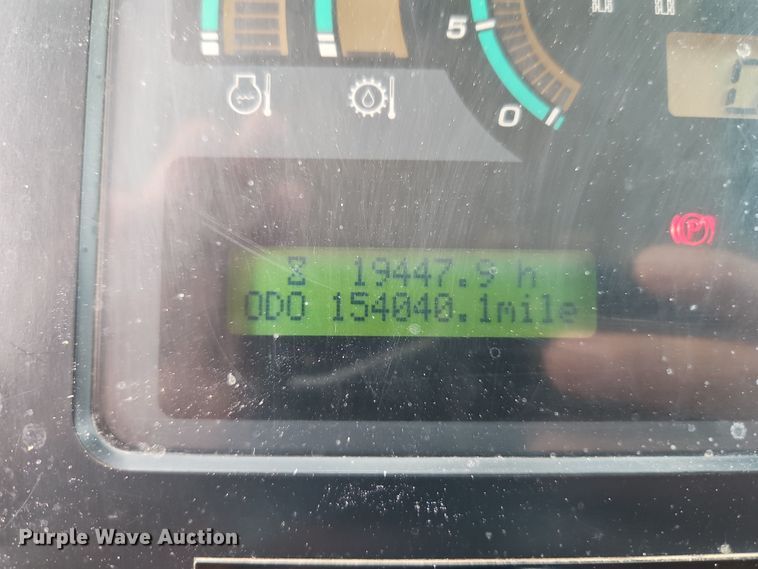 5
0
P
19447.9 h
ODO 154040.1mile
Purple Wave Auction